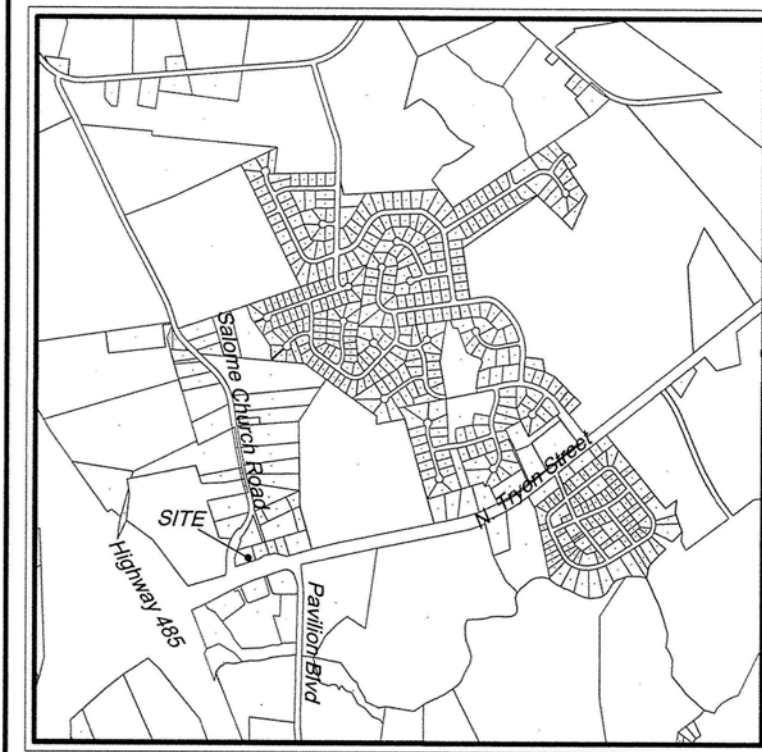 Salome Church Road
SITE
N. Tryon Street
Highway 485
Pavilion Blvd